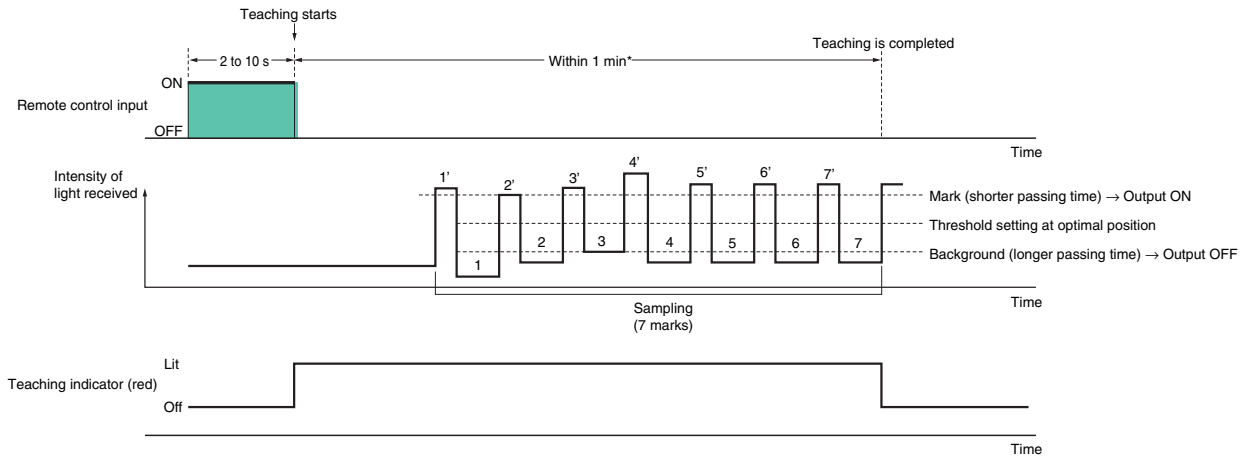 Teaching starts
Teaching is completed
2 to 10 s
Within 1 min*
ON
Remote control input
OFF
Time
Intensity of
light received
1'
2'
3'
4'
5'
6'
7'
Mark (shorter passing time) → Output ON
Threshold setting at optimal position
1
2
3
4
5
6
7
Background (longer passing time) → Output OFF
Time
Sampling
(7 marks)
Lit
Teaching indicator (red)
Off
Time